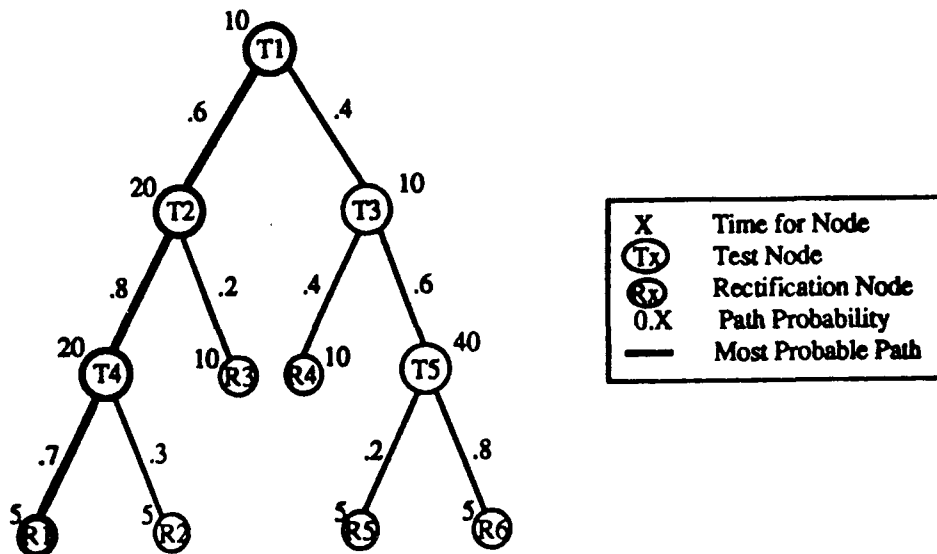 10
T1
.6
.4
20
T2
T3
10
.8
.2
.4
.6
20
T4
10
R3
R4
10
T5
40
.7
.3
.2
.8
5
R1
5
R2
5
R5
5
R6
X Time for Node
Tx Test Node
Rx Rectification Node
0.X Path Probability
Most Probable Path